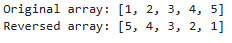 Original array: [1, 2, 3, 4, 5]
Reversed array: [5, 4, 3, 2, 1]